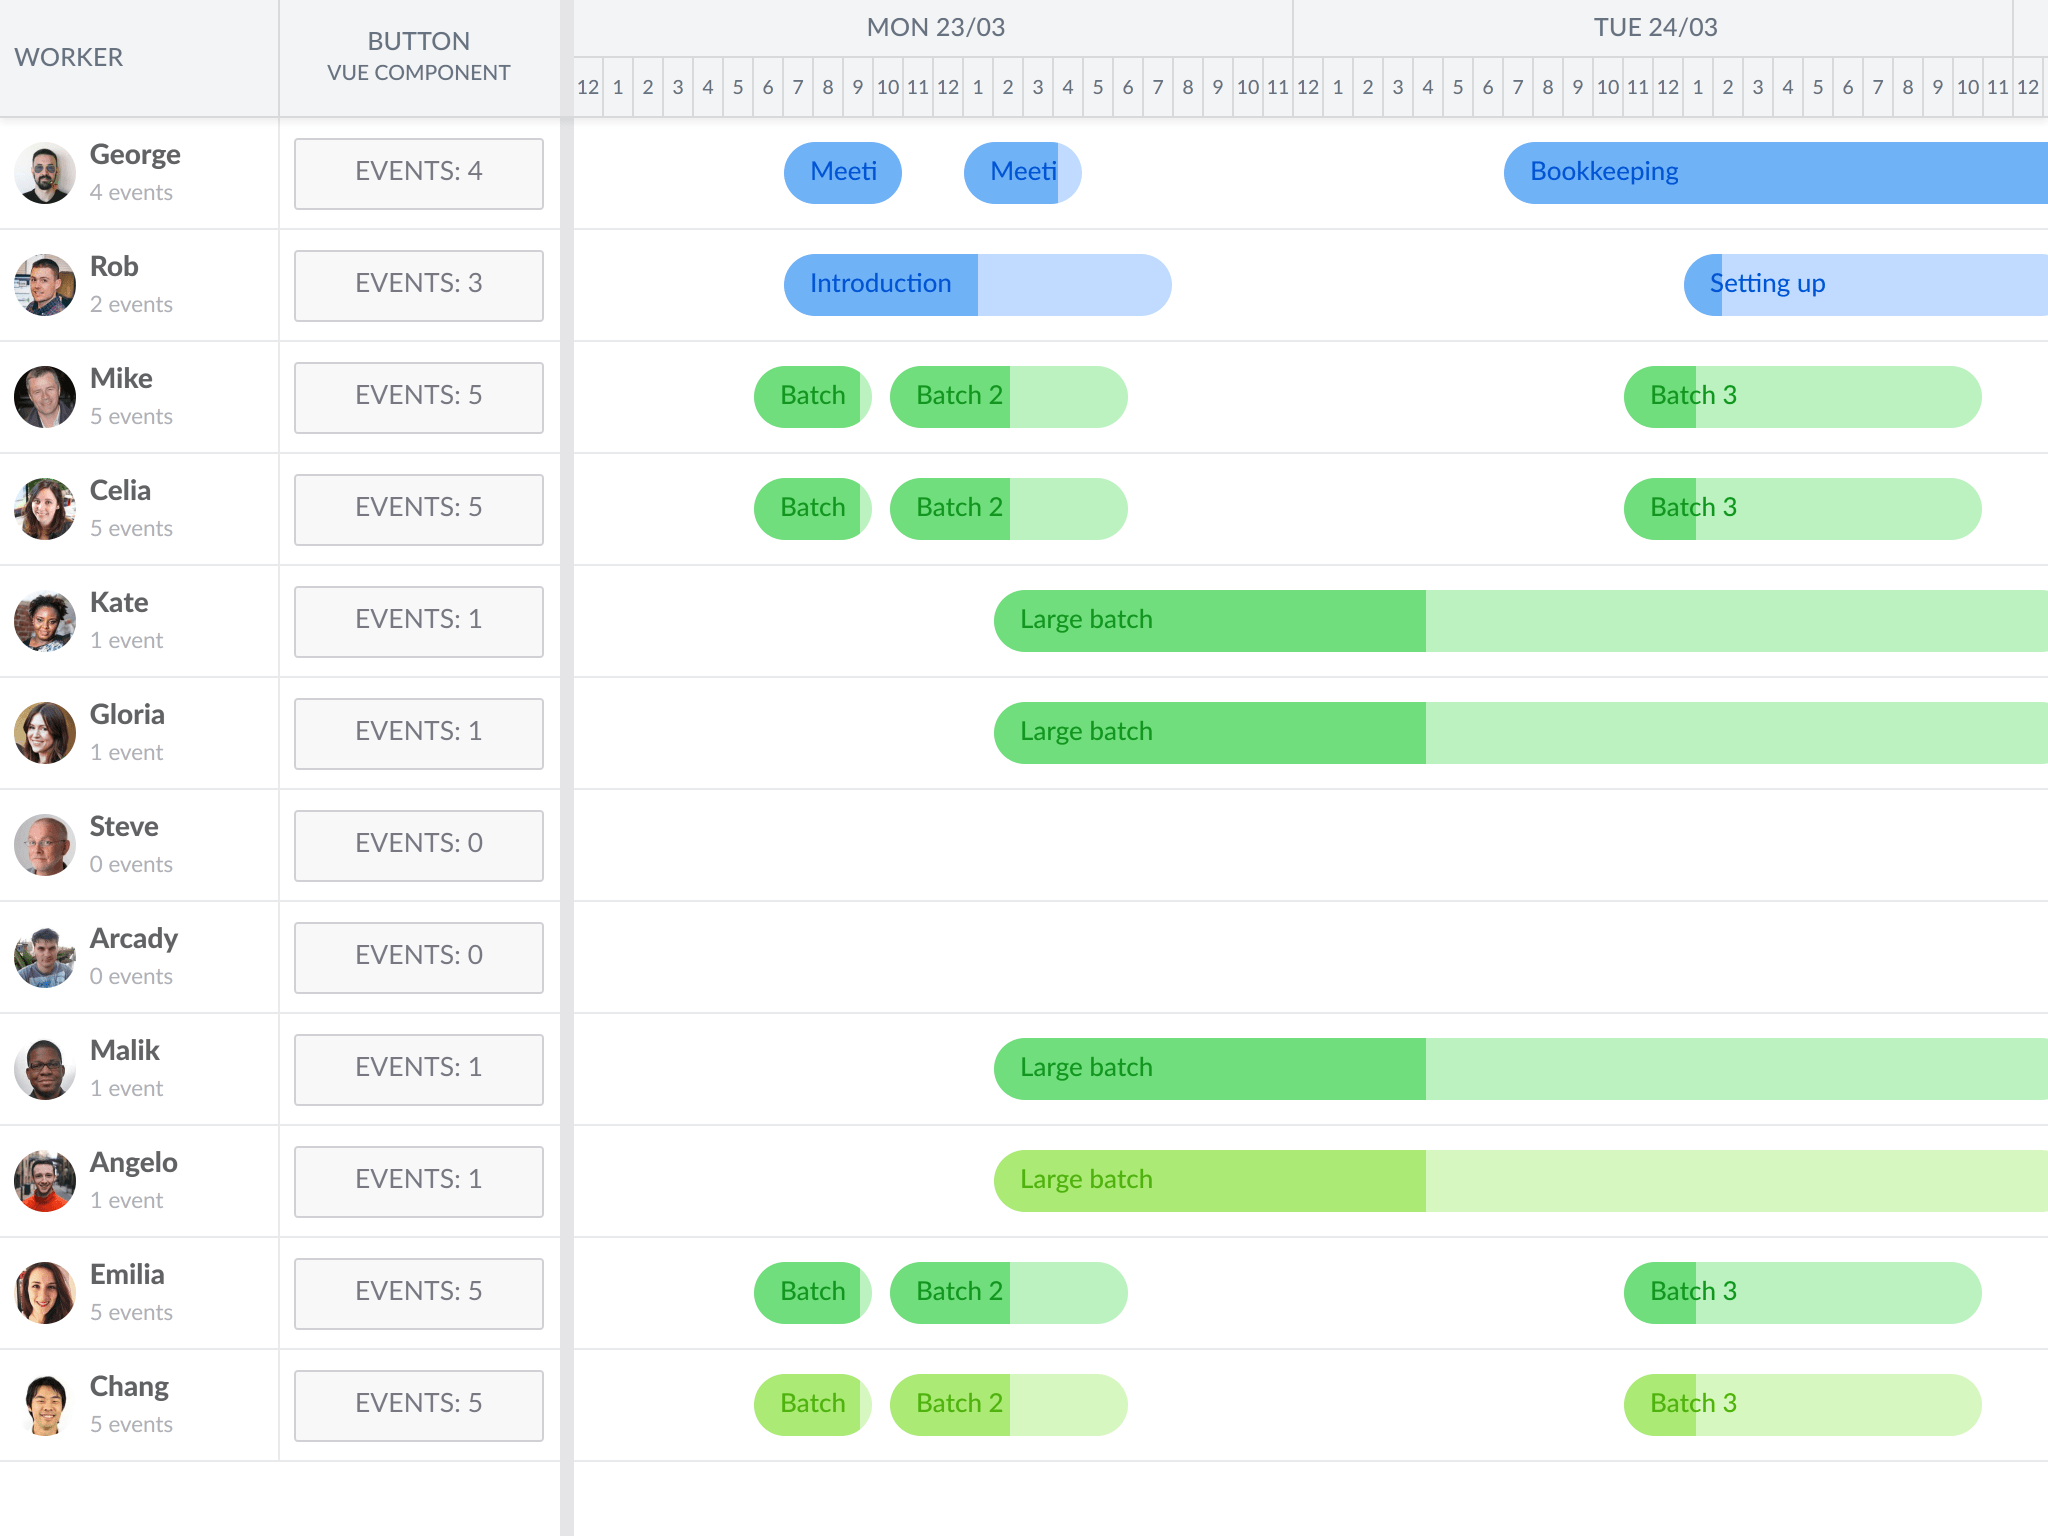 WORKER
BUTTON
VUE COMPONENT
MON 23/03
TUE 24/03
12 1 2 3 4 5 6 7 8 9 10 11 12 1 2 3 4 5 6 7 8 9 10 11 12 1 2 3 4 5 6 7 8 9 10 11 12 1 2 3 4 5 6 7 8 9 10 11 12
George
4 events
EVENTS: 4
Meeti
Meeti
Bookkeeping
Rob
2 events
EVENTS: 3
Introduction
Setting up
Mike
5 events
EVENTS: 5
Batch
Batch 2
Batch 3
Celia
5 events
EVENTS: 5
Batch
Batch 2
Batch 3
Kate
1 event
EVENTS: 1
Large batch
Gloria
1 event
EVENTS: 1
Large batch
Steve
0 events
EVENTS: 0
Arcady
0 events
EVENTS: 0
Malik
1 event
EVENTS: 1
Large batch
Angelo
1 event
EVENTS: 1
Large batch
Emilia
5 events
EVENTS: 5
Batch
Batch 2
Batch 3
Chang
5 events
EVENTS: 5
Batch
Batch 2
Batch 3